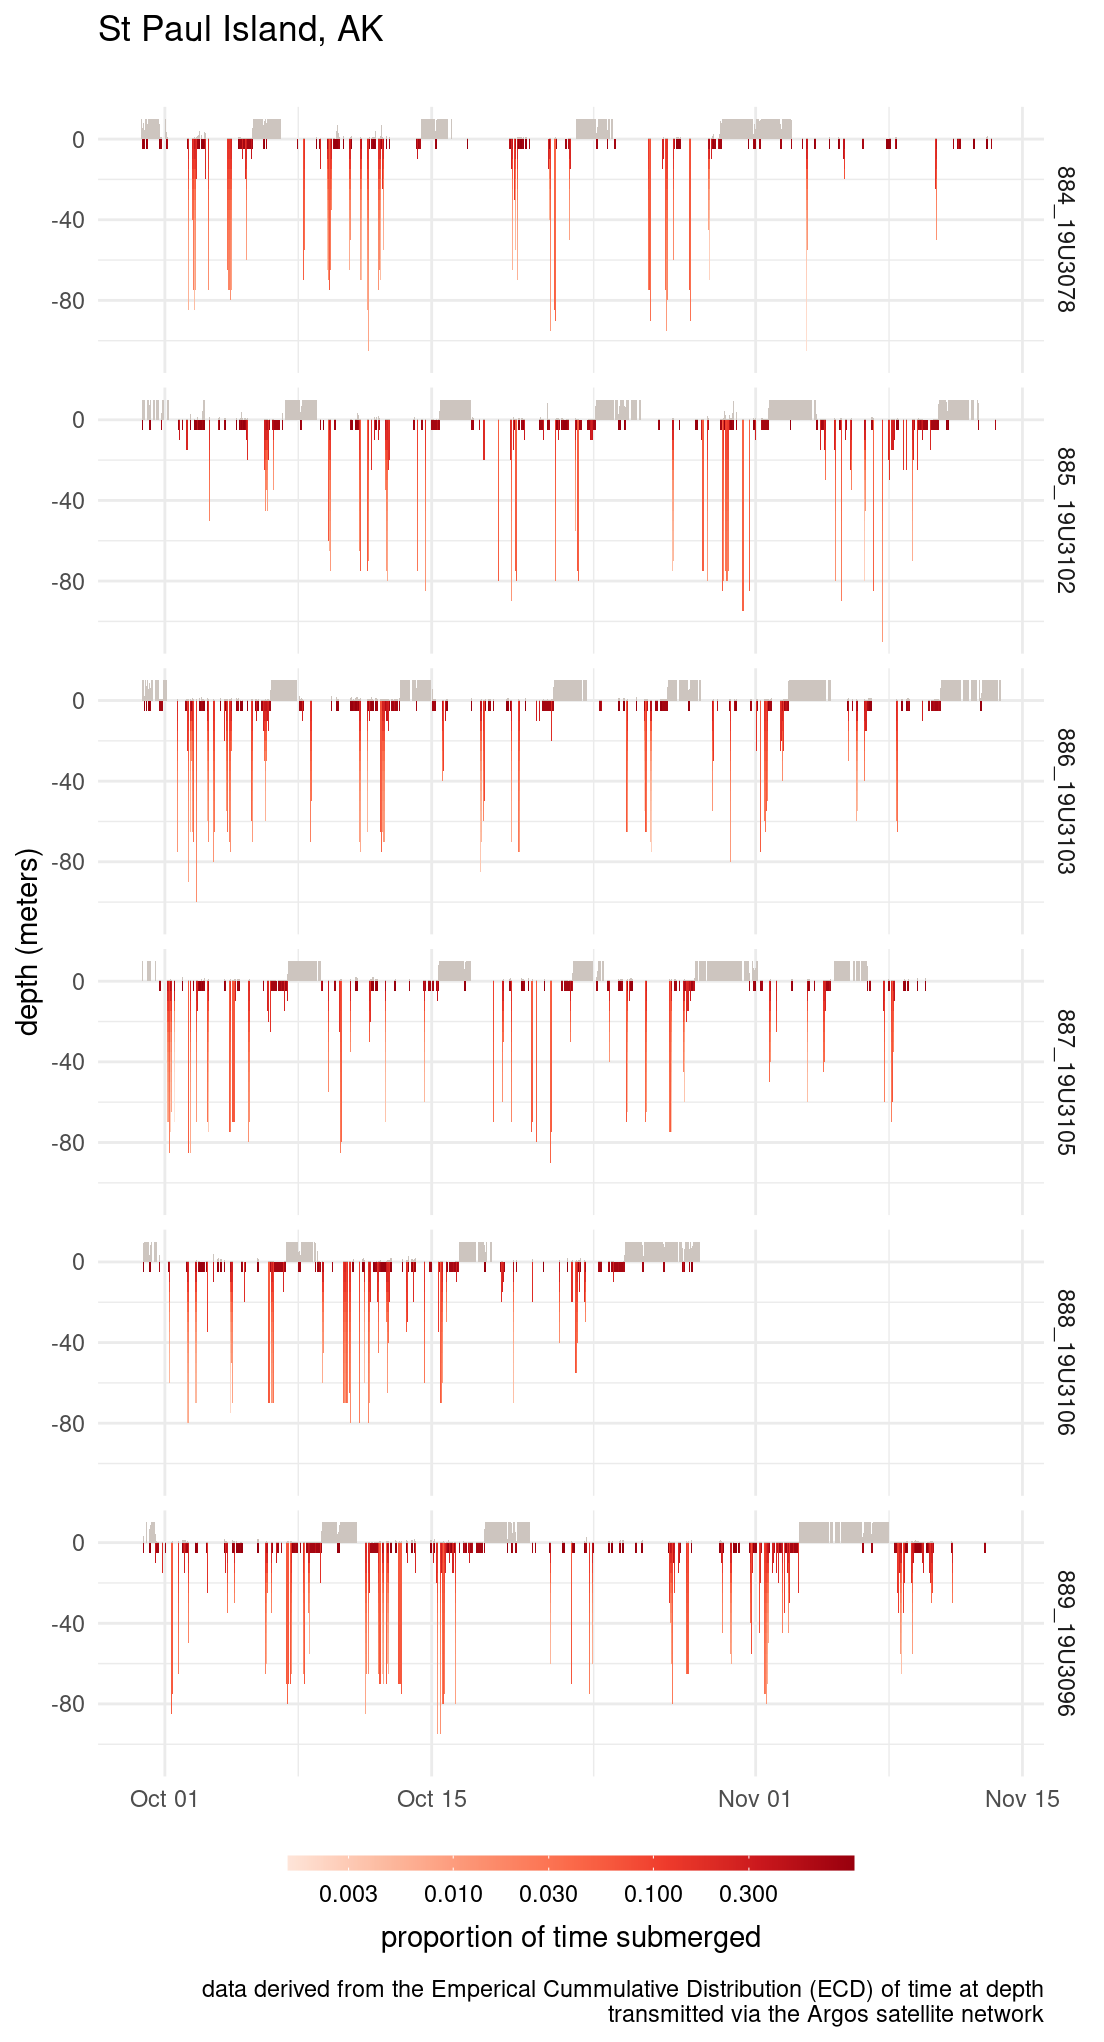 St Paul Island, AK
0
-40
-80
884_19U3078
0
-40
-80
885_19U3102
0
-40
-80
886_19U3103
depth (meters)
0
-40
-80
887_19U3105
0
-40
-80
888_19U3106
0
-40
-80
889_19U3096
Oct 01 Oct 15 Nov 01 Nov 15
0.003 0.010 0.030 0.100 0.300
proportion of time submerged
data derived from the Emperical Cummulative Distribution (ECD) of time at depth
transmitted via the Argos satellite network